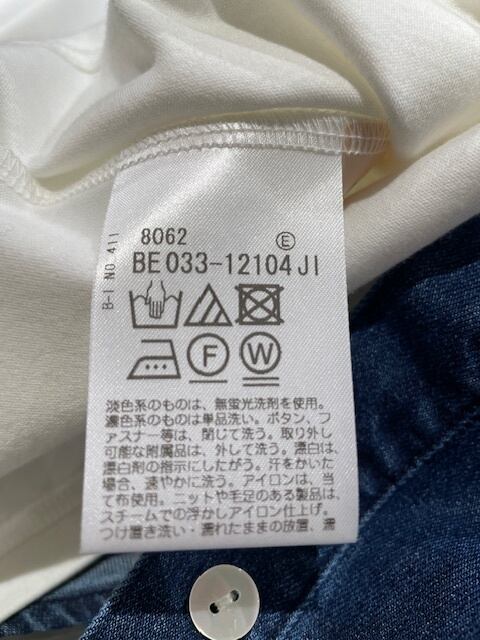 8062 Ⓔ
BE 033-12104 JI
B-1 NO 411
F W
淡色系のものは、無蛍光洗剤を使用。
濃色系のものは単品洗い。ボタン、フ
ァスナー等は、閉じて洗う。取り外し
可能な附属品は、外して洗う。漂白は、
漂白剤の指示にしたがう。汗をかいた
場合、速やかに洗う。アイロンは、当
て布使用。ニットや毛足のある製品は、
スチームでの浮かしアイロン仕上げ。
つけ置き洗い・濡れたままの放置、濡